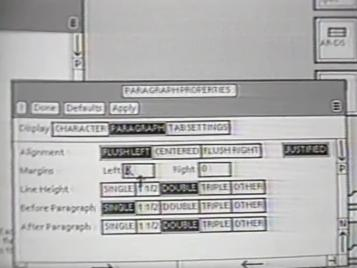 PARAGRAPH PROPERTIES
Done Defaults Apply
Display CHARACTER PARAGRAPH TAB SETTINGS
Alignment FLUSH LEFT CENTERED FLUSH RIGHT JUSTIFIED
Margins Left Right 0
Line Height SINGLE 1 1/2 DOUBLE TRIPLE OTHER
Before Paragraph SINGLE 1 1/2 DOUBLE TRIPLE OTHER
After Paragraph SINGLE 1 1/2 DOUBLE TRIPLE OTHER